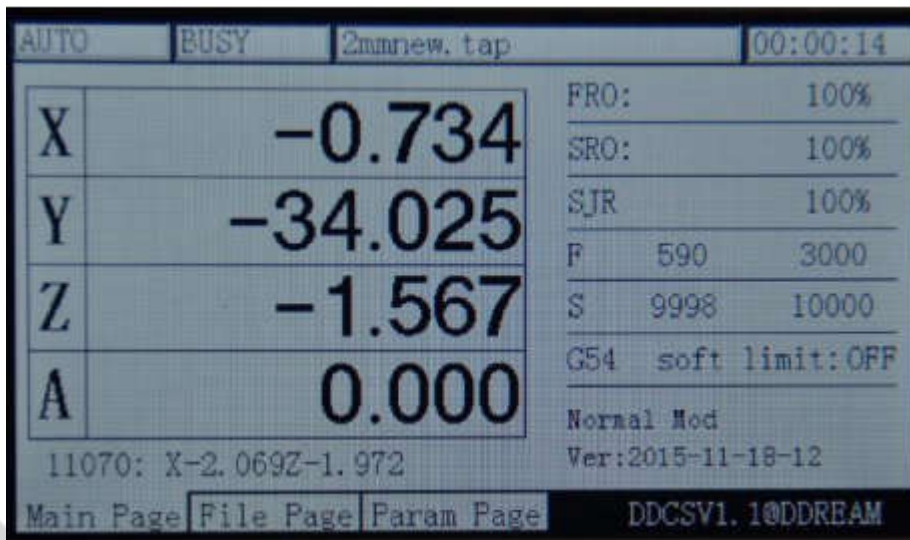 AUTO BUSY 2mmnew.tap 00:00:14
X -0.734
Y -34.025
Z -1.567
A 0.000
11070: X-2.069Z-1.972
FRO: 100%
SRO: 100%
SJR 100%
F 590 3000
S 9998 10000
G54 soft limit:OFF
Normal Mod
Ver:2015-11-18-12
Main Page File Page Param Page DDCSV1.1@DDREAM